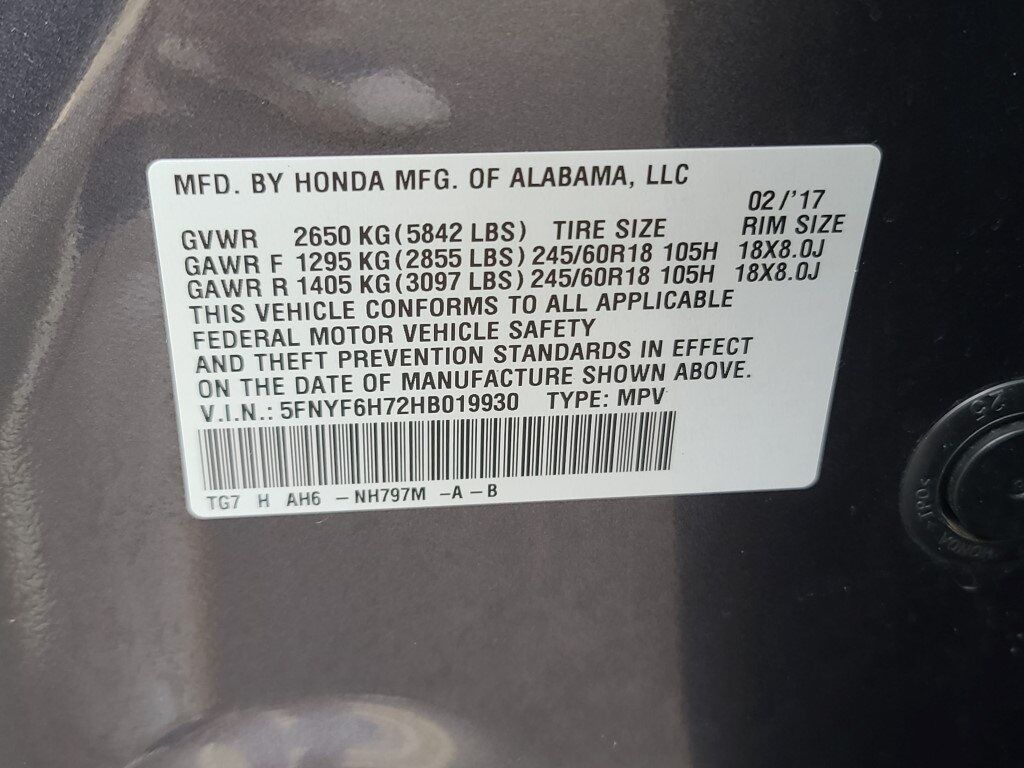 MFD. BY HONDA MFG. OF ALABAMA, LLC
02/'17
GVWR 2650 KG (5842 LBS) TIRE SIZE RIM SIZE
GAWR F 1295 KG (2855 LBS) 245/60R18 105H 18X8.0J
GAWR R 1405 KG (3097 LBS) 245/60R18 105H 18X8.0J
THIS VEHICLE CONFORMS TO ALL APPLICABLE
FEDERAL MOTOR VEHICLE SAFETY
AND THEFT PREVENTION STANDARDS IN EFFECT
ON THE DATE OF MANUFACTURE SHOWN ABOVE.
V.I.N.: 5FNYF6H72HB019930 TYPE: MPV
TG7 H AH6 -NH797M -A -B
25
HONDA